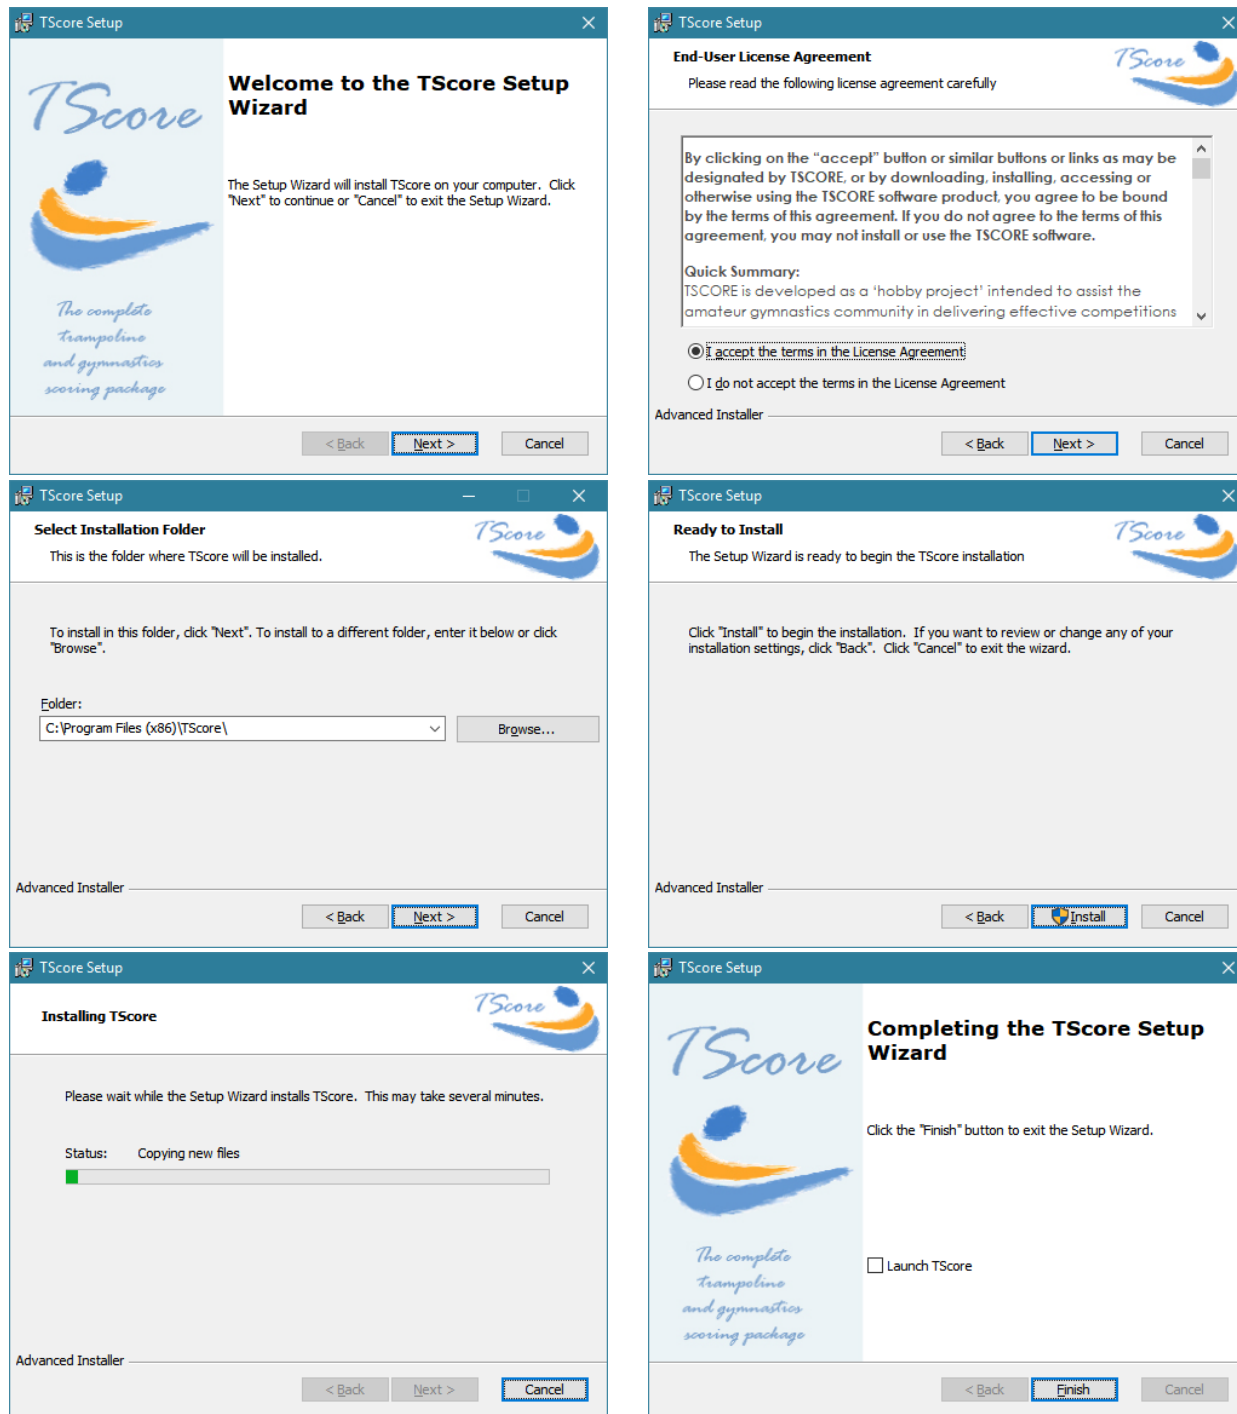 TScore Setup
TScore
The complete
trampoline
and gymnastics
scoring package
Welcome to the TScore Setup
Wizard
The Setup Wizard will install TScore on your computer.  Click
"Next" to continue or "Cancel" to exit the Setup Wizard.
< Back
Next >
Cancel
TScore Setup
End-User License Agreement
Please read the following license agreement carefully
TScore
By clicking on the “accept” button or similar buttons or links as may be
designated by TSCORE, or by downloading, installing, accessing or
otherwise using the TSCORE software product, you agree to be bound
by the terms of this agreement. If you do not agree to the terms of this
agreement, you may not install or use the TSCORE software.
Quick Summary:
TSCORE is developed as a ‘hobby project’ intended to assist the
amateur gymnastics community in delivering effective competitions
I accept the terms in the License Agreement
I do not accept the terms in the License Agreement
Advanced Installer
< Back
Next >
Cancel
TScore Setup
Select Installation Folder
This is the folder where TScore will be installed.
TScore
To install in this folder, click "Next". To install to a different folder, enter it below or click
"Browse".
Folder:
C:\Program Files (x86)\TScore\
Browse...
Advanced Installer
< Back
Next >
Cancel
TScore Setup
Ready to Install
The Setup Wizard is ready to begin the TScore installation
TScore
Click "Install" to begin the installation.  If you want to review or change any of your
installation settings, click "Back".  Click "Cancel" to exit the wizard.
Advanced Installer
< Back
Install
Cancel
TScore Setup
Installing TScore
TScore
Please wait while the Setup Wizard installs TScore.  This may take several minutes.
Status:
Copying new files
Advanced Installer
< Back
Next >
Cancel
TScore Setup
TScore
The complete
trampoline
and gymnastics
scoring package
Completing the TScore Setup
Wizard
Click the "Finish" button to exit the Setup Wizard.
Launch TScore
< Back
Finish
Cancel